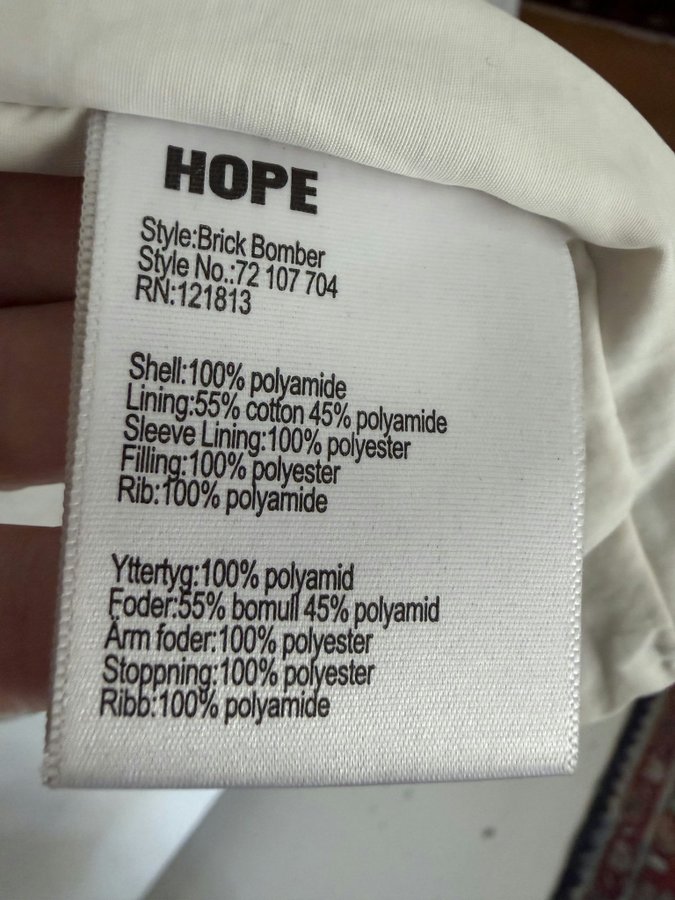 HOPE
Style:Brick Bomber
Style No.:72 107 704
RN:121813
Shell:100% polyamide
Lining:55% cotton 45% polyamide
Sleeve Lining:100% polyester
Filling:100% polyester
Rib:100% polyamide
Yttertyg:100% polyamid
Foder:55% bomull 45% polyamid
Ärm foder:100% polyester
Stoppning:100% polyester
Ribb:100% polyamide